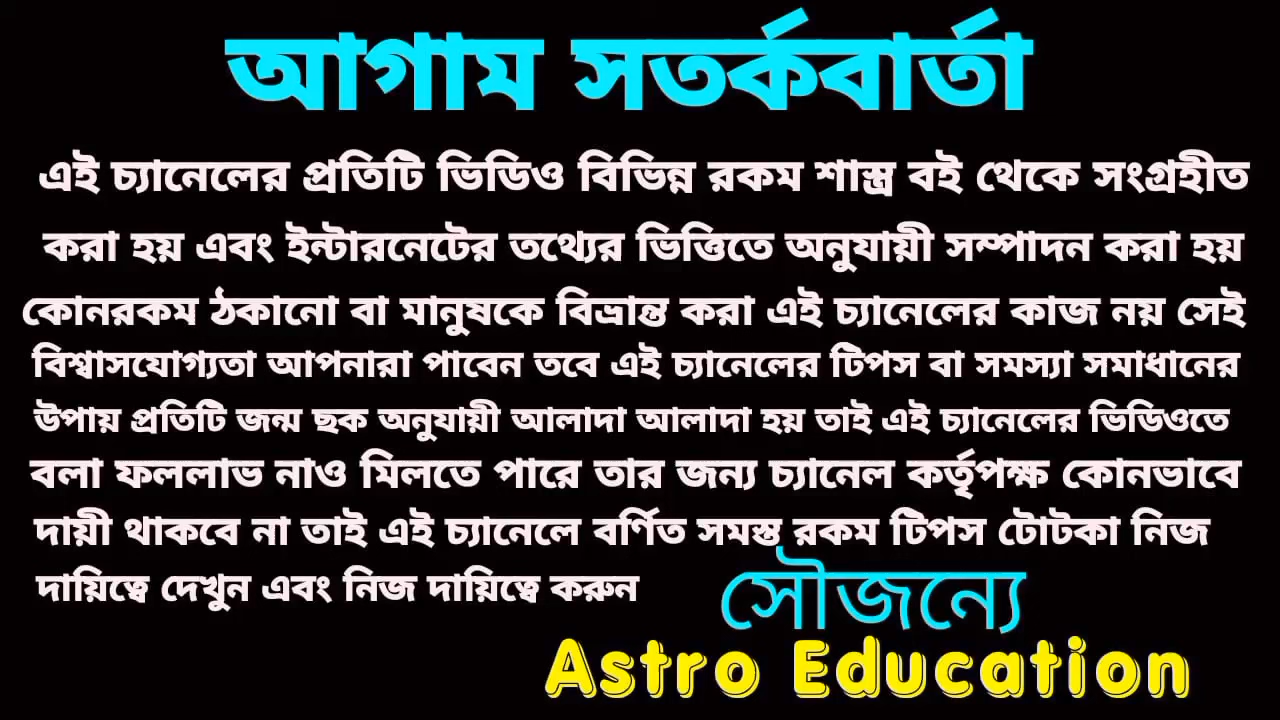 আগাম সতর্কবার্তা
এই চ্যানেলের প্রতিটি ভিডিও বিভিন্ন রকম শাস্ত্র বই থেকে সংগ্রহীত
করা হয় এবং ইন্টারনেটের তথ্যের ভিত্তিতে অনুযায়ী সম্পাদন করা হয়
কোনরকম ঠকানো বা মানুষকে বিভ্রান্ত করা এই চ্যানেলের কাজ নয় সেই
বিশ্বাসযোগ্যতা আপনারা পাবেন তবে এই চ্যানেলের টিপস বা সমস্যা সমাধানের
উপায় প্রতিটি জন্ম ছক অনুযায়ী আলাদা আলাদা হয় তাই এই চ্যানেলের ভিডিওতে
বলা ফললাভ নাও মিলতে পারে তার জন্য চ্যানেল কর্তৃপক্ষ কোনভাবে
দায়ী থাকবে না তাই এই চ্যানেলে বর্ণিত সমস্ত রকম টিপস টোটকা নিজ
দায়িত্বে দেখুন এবং নিজ দায়িত্বে করুন
সৌজন্যে
Astro Education